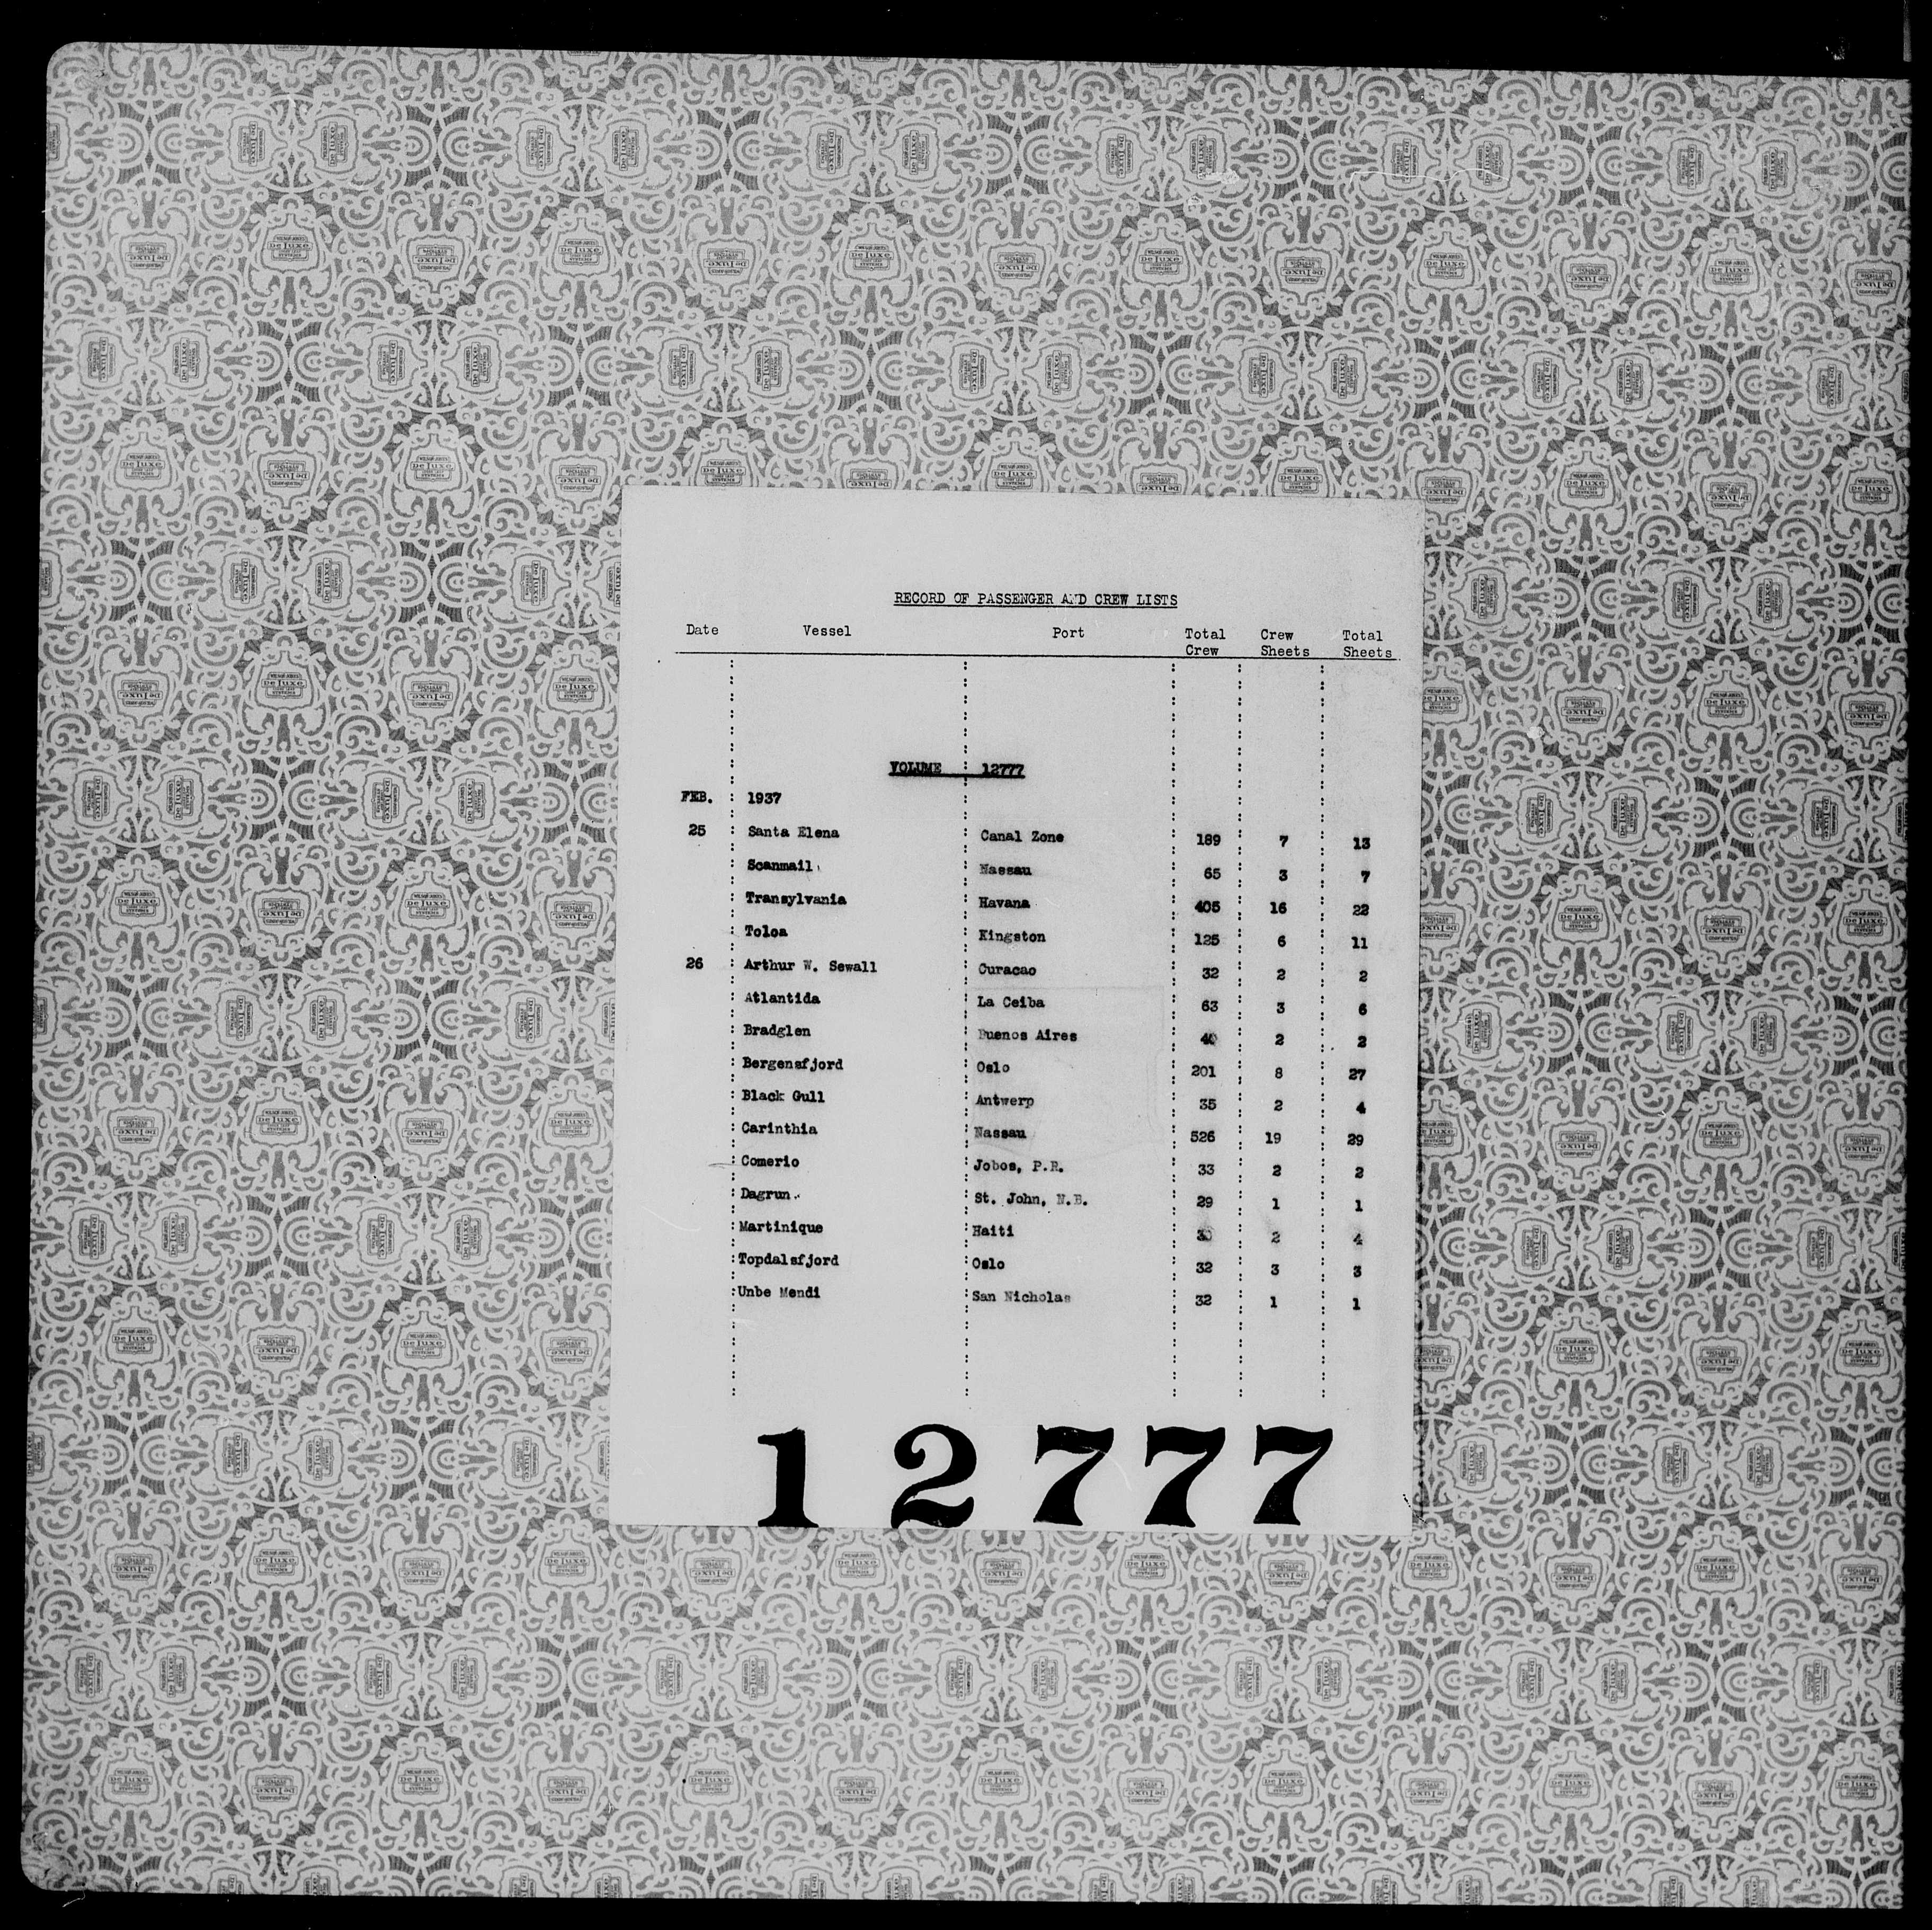 RECORD OF PASSENGER AND CREW LISTS
Date Vessel Port Total Crew Crew Sheets Total Sheets
VOLUME 12777
FEB. 1937
25 Santa Elena Canal Zone 189 7 13
Scanmail Nassau 65 3 7
Transylvania Havana 405 16 22
Toloa Kingston 125 6 11
26 Arthur W. Sewall Curacao 32 2 2
Atlantida La Ceiba 63 3 6
Bradglen Buenos Aires 40 2 2
Bergensfjord Oslo 201 8 27
Black Gull Antwerp 35 2 4
Carinthia Nassau 526 19 29
Comerio Jobos, P.R. 33 2 2
Dagrun St. John, N.B. 29 1 1
Martinique Haiti 30 2 4
Topdalsfjord Oslo 32 3 3
Unbe Mendi San Nicholas 32 1 1
12777